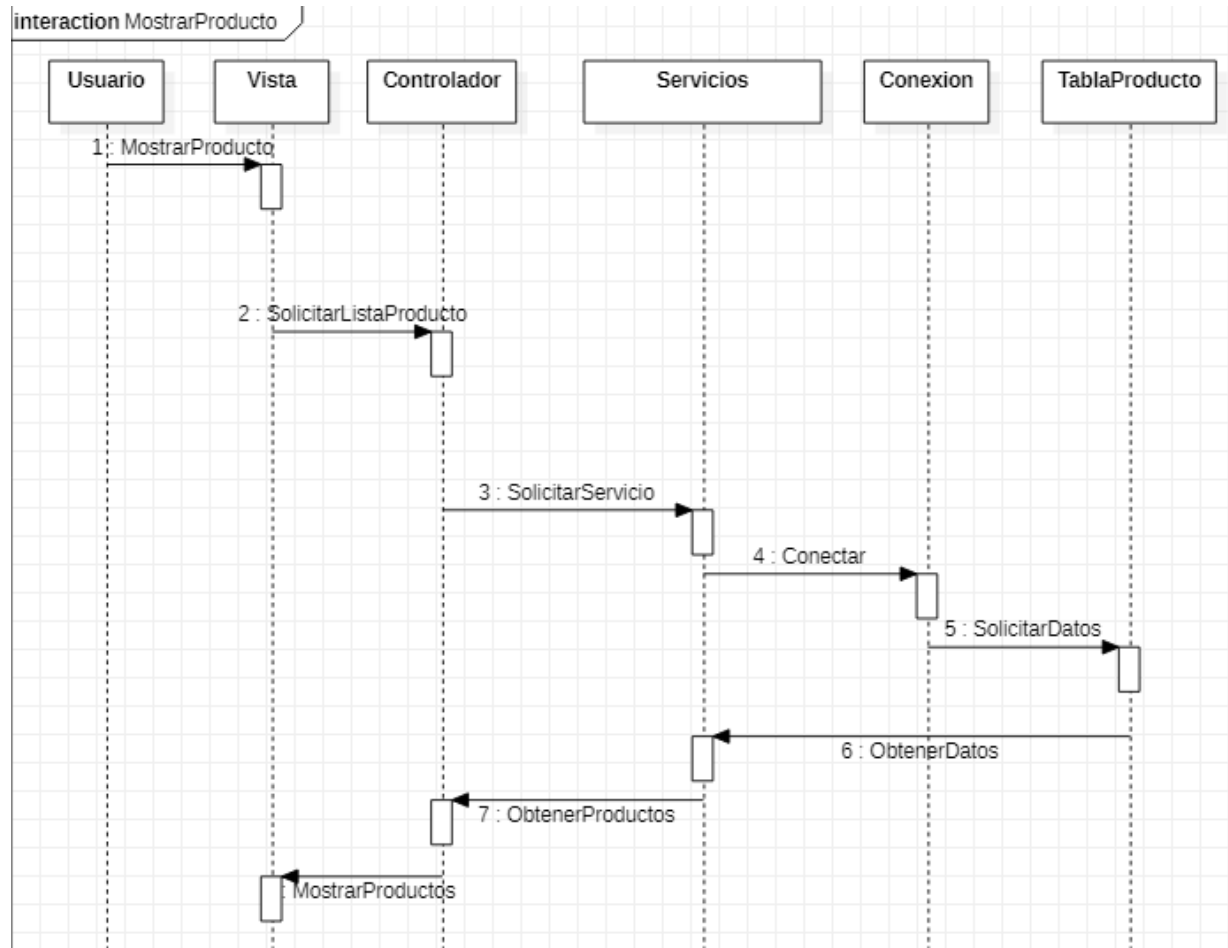 interaction MostrarProducto
Usuario
Vista
Controlador
Servicios
Conexion
TablaProducto
1 : MostrarProducto
2 : SolicitarListaProducto
3 : SolicitarServicio
4 : Conectar
5 : SolicitarDatos
6 : ObtenerDatos
7 : ObtenerProductos
: MostrarProductos